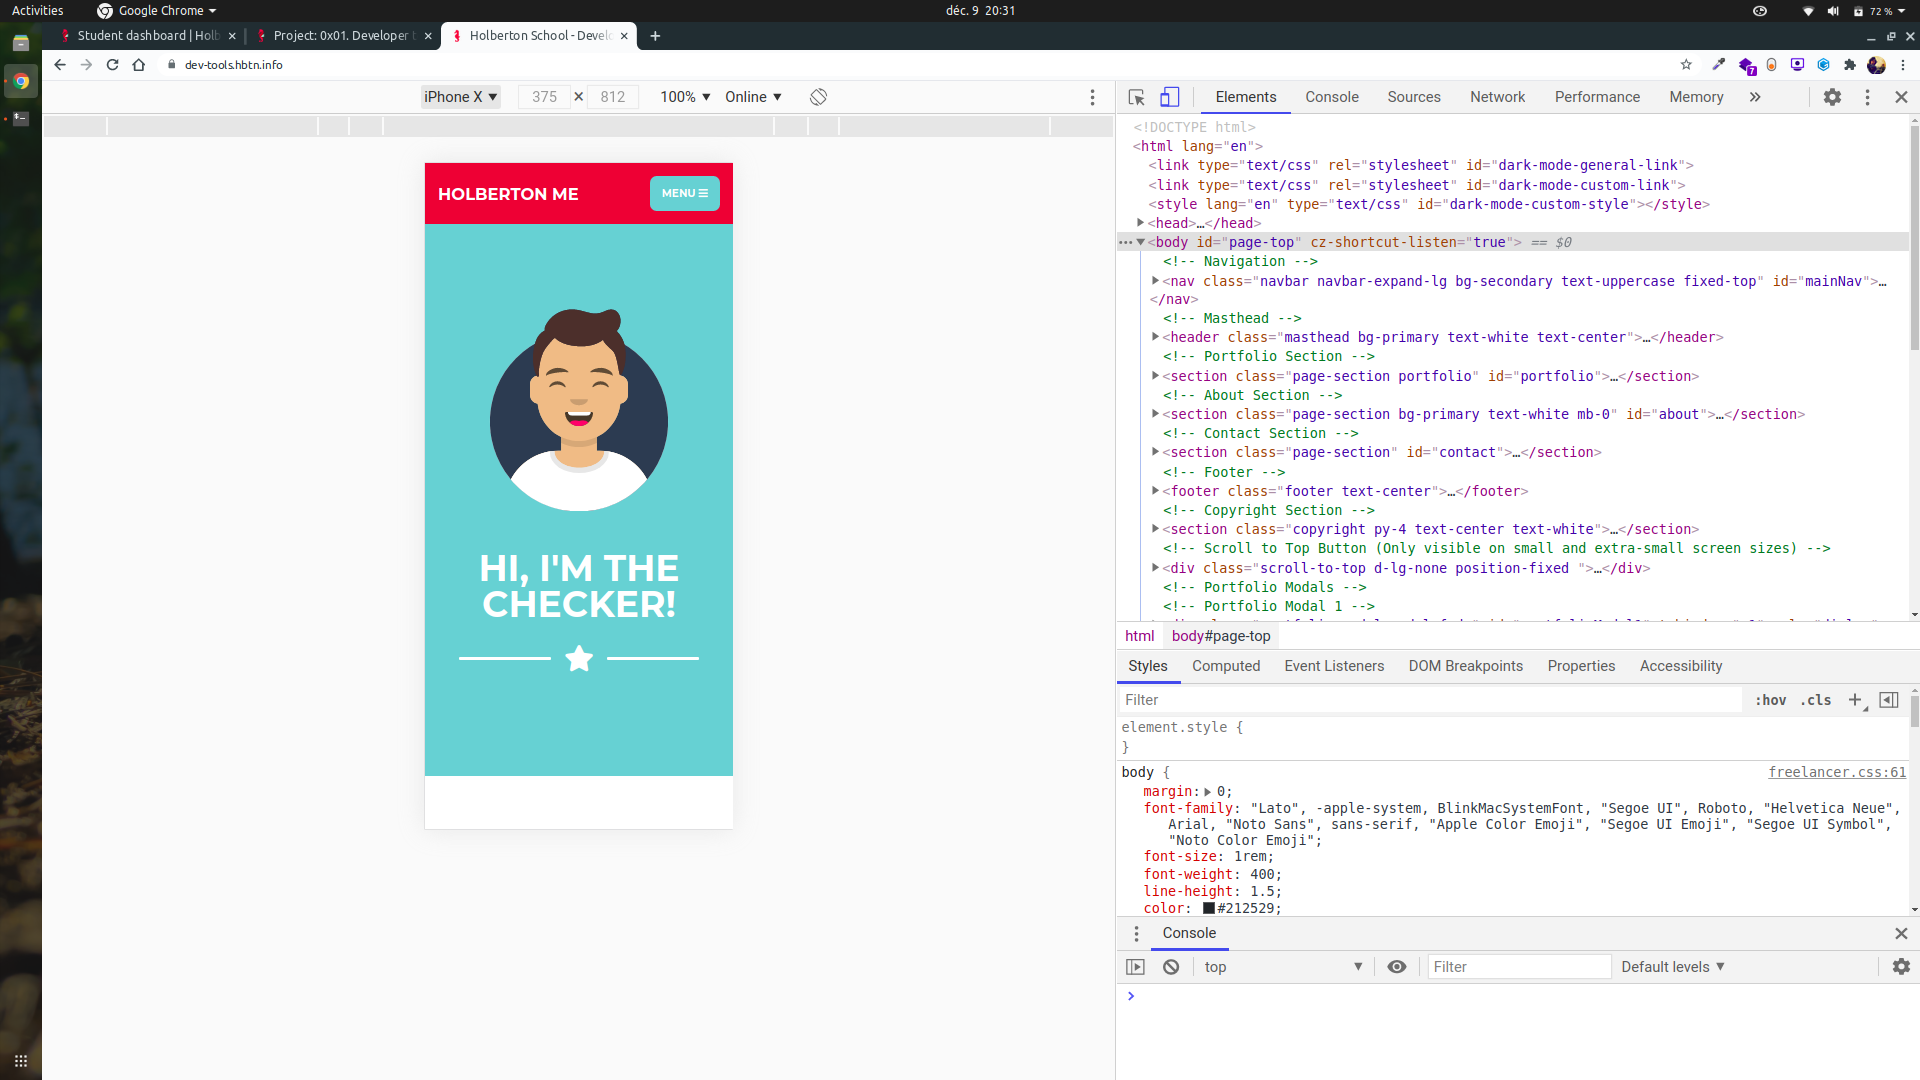 Activities
Google Chrome
déc. 9 20:31
72 %
Student dashboard | Holb
Project: 0x01. Developer t
Holberton School - Develo
dev-tools.hbtn.info
7
iPhone X
375 × 812
100%
Online
Elements
Console
Sources
Network
Performance
Memory
HOLBERTON ME
MENU
HI, I'M THE
CHECKER!
<!DOCTYPE html>
<html lang="en">
<link type="text/css" rel="stylesheet" id="dark-mode-general-link">
<link type="text/css" rel="stylesheet" id="dark-mode-custom-link">
<style lang="en" type="text/css" id="dark-mode-custom-style"></style>
<head>…</head>
<body id="page-top" cz-shortcut-listen="true"> == $0
<!-- Navigation -->
<nav class="navbar navbar-expand-lg bg-secondary text-uppercase fixed-top" id="mainNav">…
</nav>
<!-- Masthead -->
<header class="masthead bg-primary text-white text-center">…</header>
<!-- Portfolio Section -->
<section class="page-section portfolio" id="portfolio">…</section>
<!-- About Section -->
<section class="page-section bg-primary text-white mb-0" id="about">…</section>
<!-- Contact Section -->
<section class="page-section" id="contact">…</section>
<!-- Footer -->
<footer class="footer text-center">…</footer>
<!-- Copyright Section -->
<section class="copyright py-4 text-center text-white">…</section>
<!-- Scroll to Top Button (Only visible on small and extra-small screen sizes) -->
<div class="scroll-to-top d-lg-none position-fixed ">…</div>
<!-- Portfolio Modals -->
<!-- Portfolio Modal 1 -->
html
body#page-top
Styles
Computed
Event Listeners
DOM Breakpoints
Properties
Accessibility
Filter
:hov
.cls
element.style {
}
body {
freelancer.css:61
margin: 0;
font-family: "Lato", -apple-system, BlinkMacSystemFont, "Segoe UI", Roboto, "Helvetica Neue",
Arial, "Noto Sans", sans-serif, "Apple Color Emoji", "Segoe UI Emoji", "Segoe UI Symbol",
"Noto Color Emoji";
font-size: 1rem;
font-weight: 400;
line-height: 1.5;
color: #212529;
Console
top
Filter
Default levels